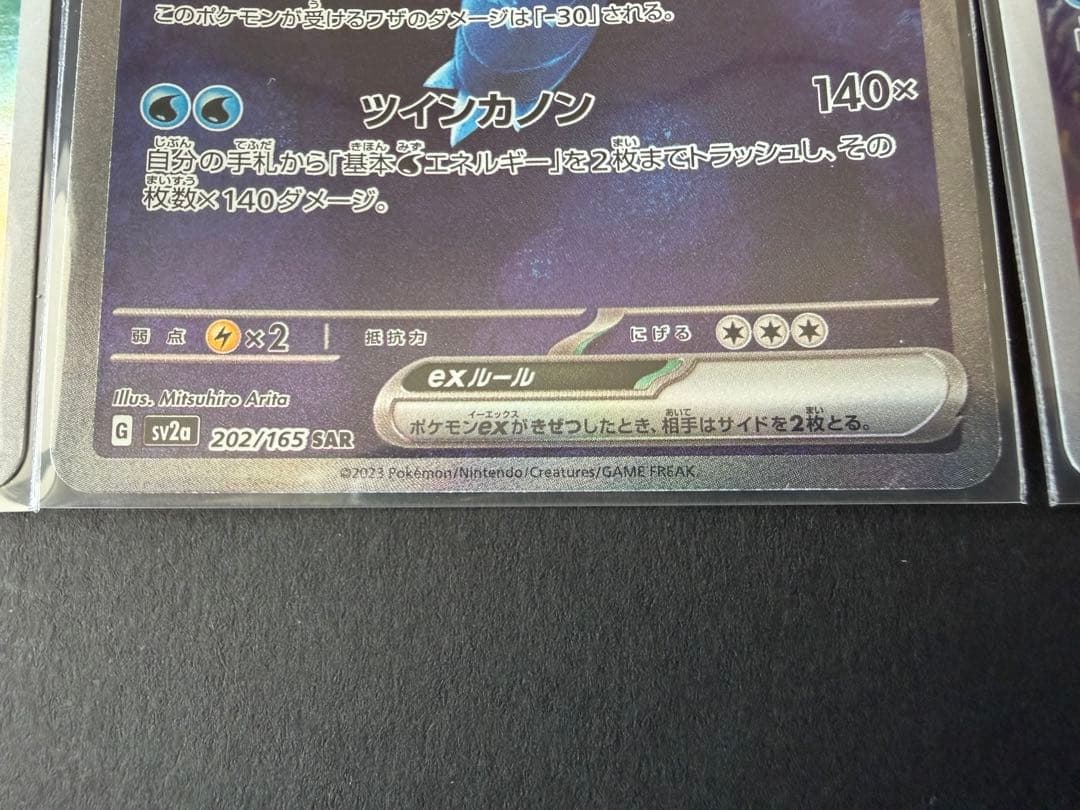 このポケモンが受けるワザのダメージは「-30」される。
ツインカノン 140×
自分の手札から「基本エネルギー」を2枚までトラッシュし、その
枚数×140ダメージ。
弱点 ×2 抵抗力 にげる
exルール
ポケモンexがきぜつしたとき、相手はサイドを2枚とる。
Illus. Mitsuhiro Arita
G sv2a 202/165 SAR
©2023 Pokémon/Nintendo/Creatures/GAME FREAK.